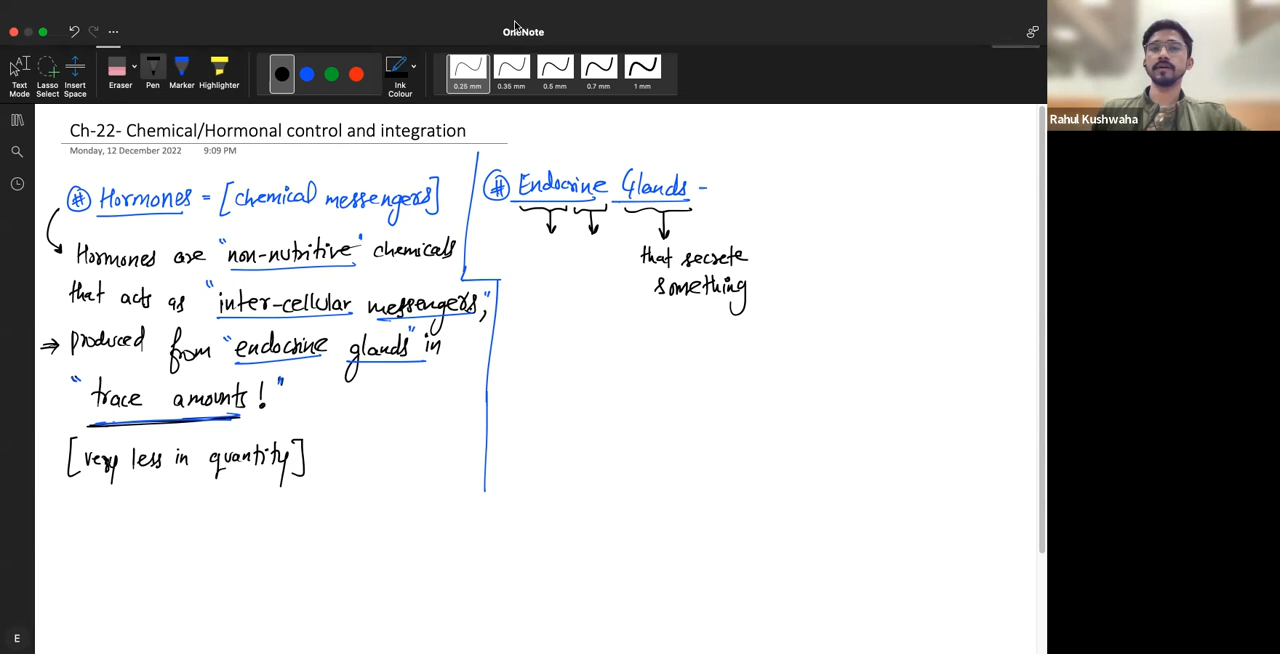 OneNote
Text Mode
Lasso Select
Insert Space
Eraser
Pen
Marker
Highlighter
Ink Colour
0.25 mm
0.35 mm
0.5 mm
0.7 mm
1 mm
Rahul Kushwaha
Ch-22- Chemical/Hormonal control and integration
Monday, 12 December 2022 9:09 PM
# Hormones = [chemical messengers]
Hormones are "non-nutritive" chemicals
that acts as "inter-cellular messengers,"
⇒ produced from "endocrine glands" in
"trace amounts!"
[very less in quantity]
# Endocrine Glands -
that secrete
something
E